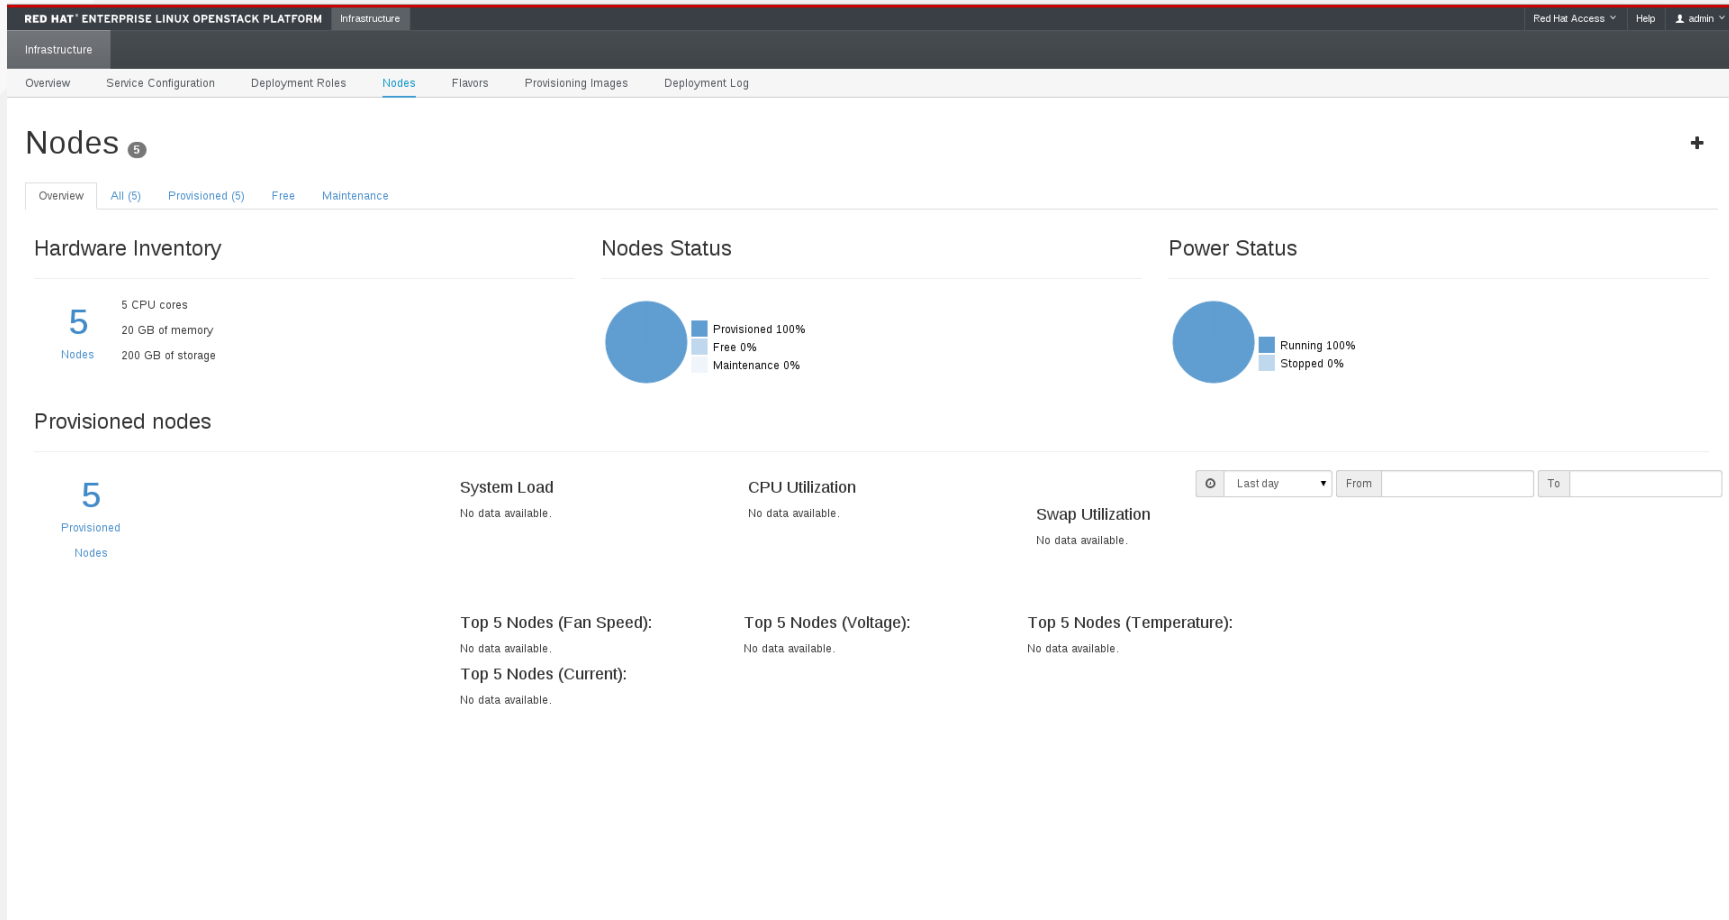 RED HAT® ENTERPRISE LINUX OPENSTACK PLATFORM Infrastructure Red Hat Access Help admin
Infrastructure
Overview Service Configuration Deployment Roles Nodes Flavors Provisioning Images Deployment Log
Nodes 5
Overview All (5) Provisioned (5) Free Maintenance
Hardware Inventory
5
Nodes
5 CPU cores
20 GB of memory
200 GB of storage
Nodes Status
Provisioned 100%
Free 0%
Maintenance 0%
Power Status
Running 100%
Stopped 0%
Provisioned nodes
5
Provisioned
Nodes
Last day From To
System Load
No data available.
CPU Utilization
No data available.
Swap Utilization
No data available.
Top 5 Nodes (Fan Speed):
No data available.
Top 5 Nodes (Voltage):
No data available.
Top 5 Nodes (Temperature):
No data available.
Top 5 Nodes (Current):
No data available.